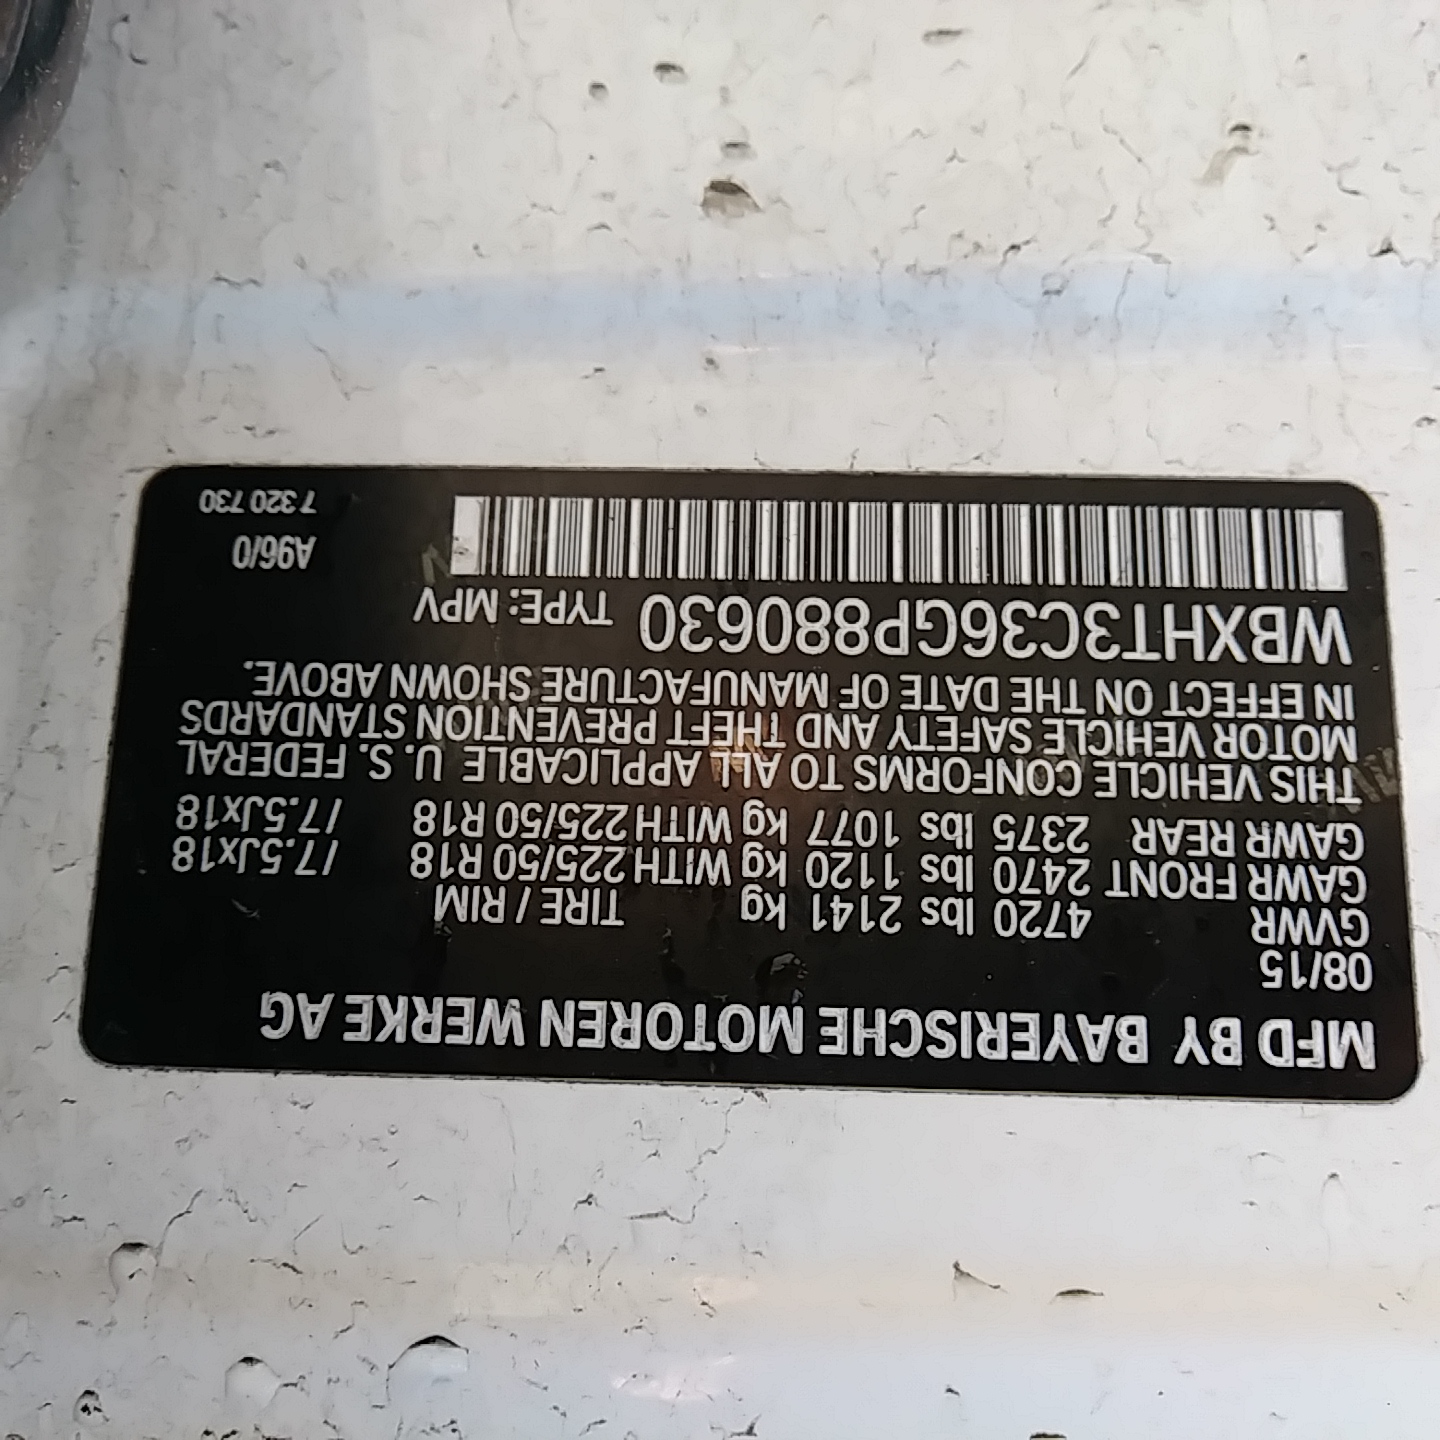 MFD BY BAYERISCHE MOTOREN WERKE AG
08/15
GVWR 4720 lbs 2141 kg TIRE / RIM
GAWR FRONT 2470 lbs 1120 kg WITH 225/50 R18 /7.5Jx18
GAWR REAR 2375 lbs 1077 kg WITH 225/50 R18 /7.5Jx18
THIS VEHICLE CONFORMS TO ALL APPLICABLE U. S. FEDERAL
MOTOR VEHICLE SAFETY AND THEFT PREVENTION STANDARDS
IN EFFECT ON THE DATE OF MANUFACTURE SHOWN ABOVE.
WBXHT3C36GP880630 TYPE: MPV
A96/0
7 320 730